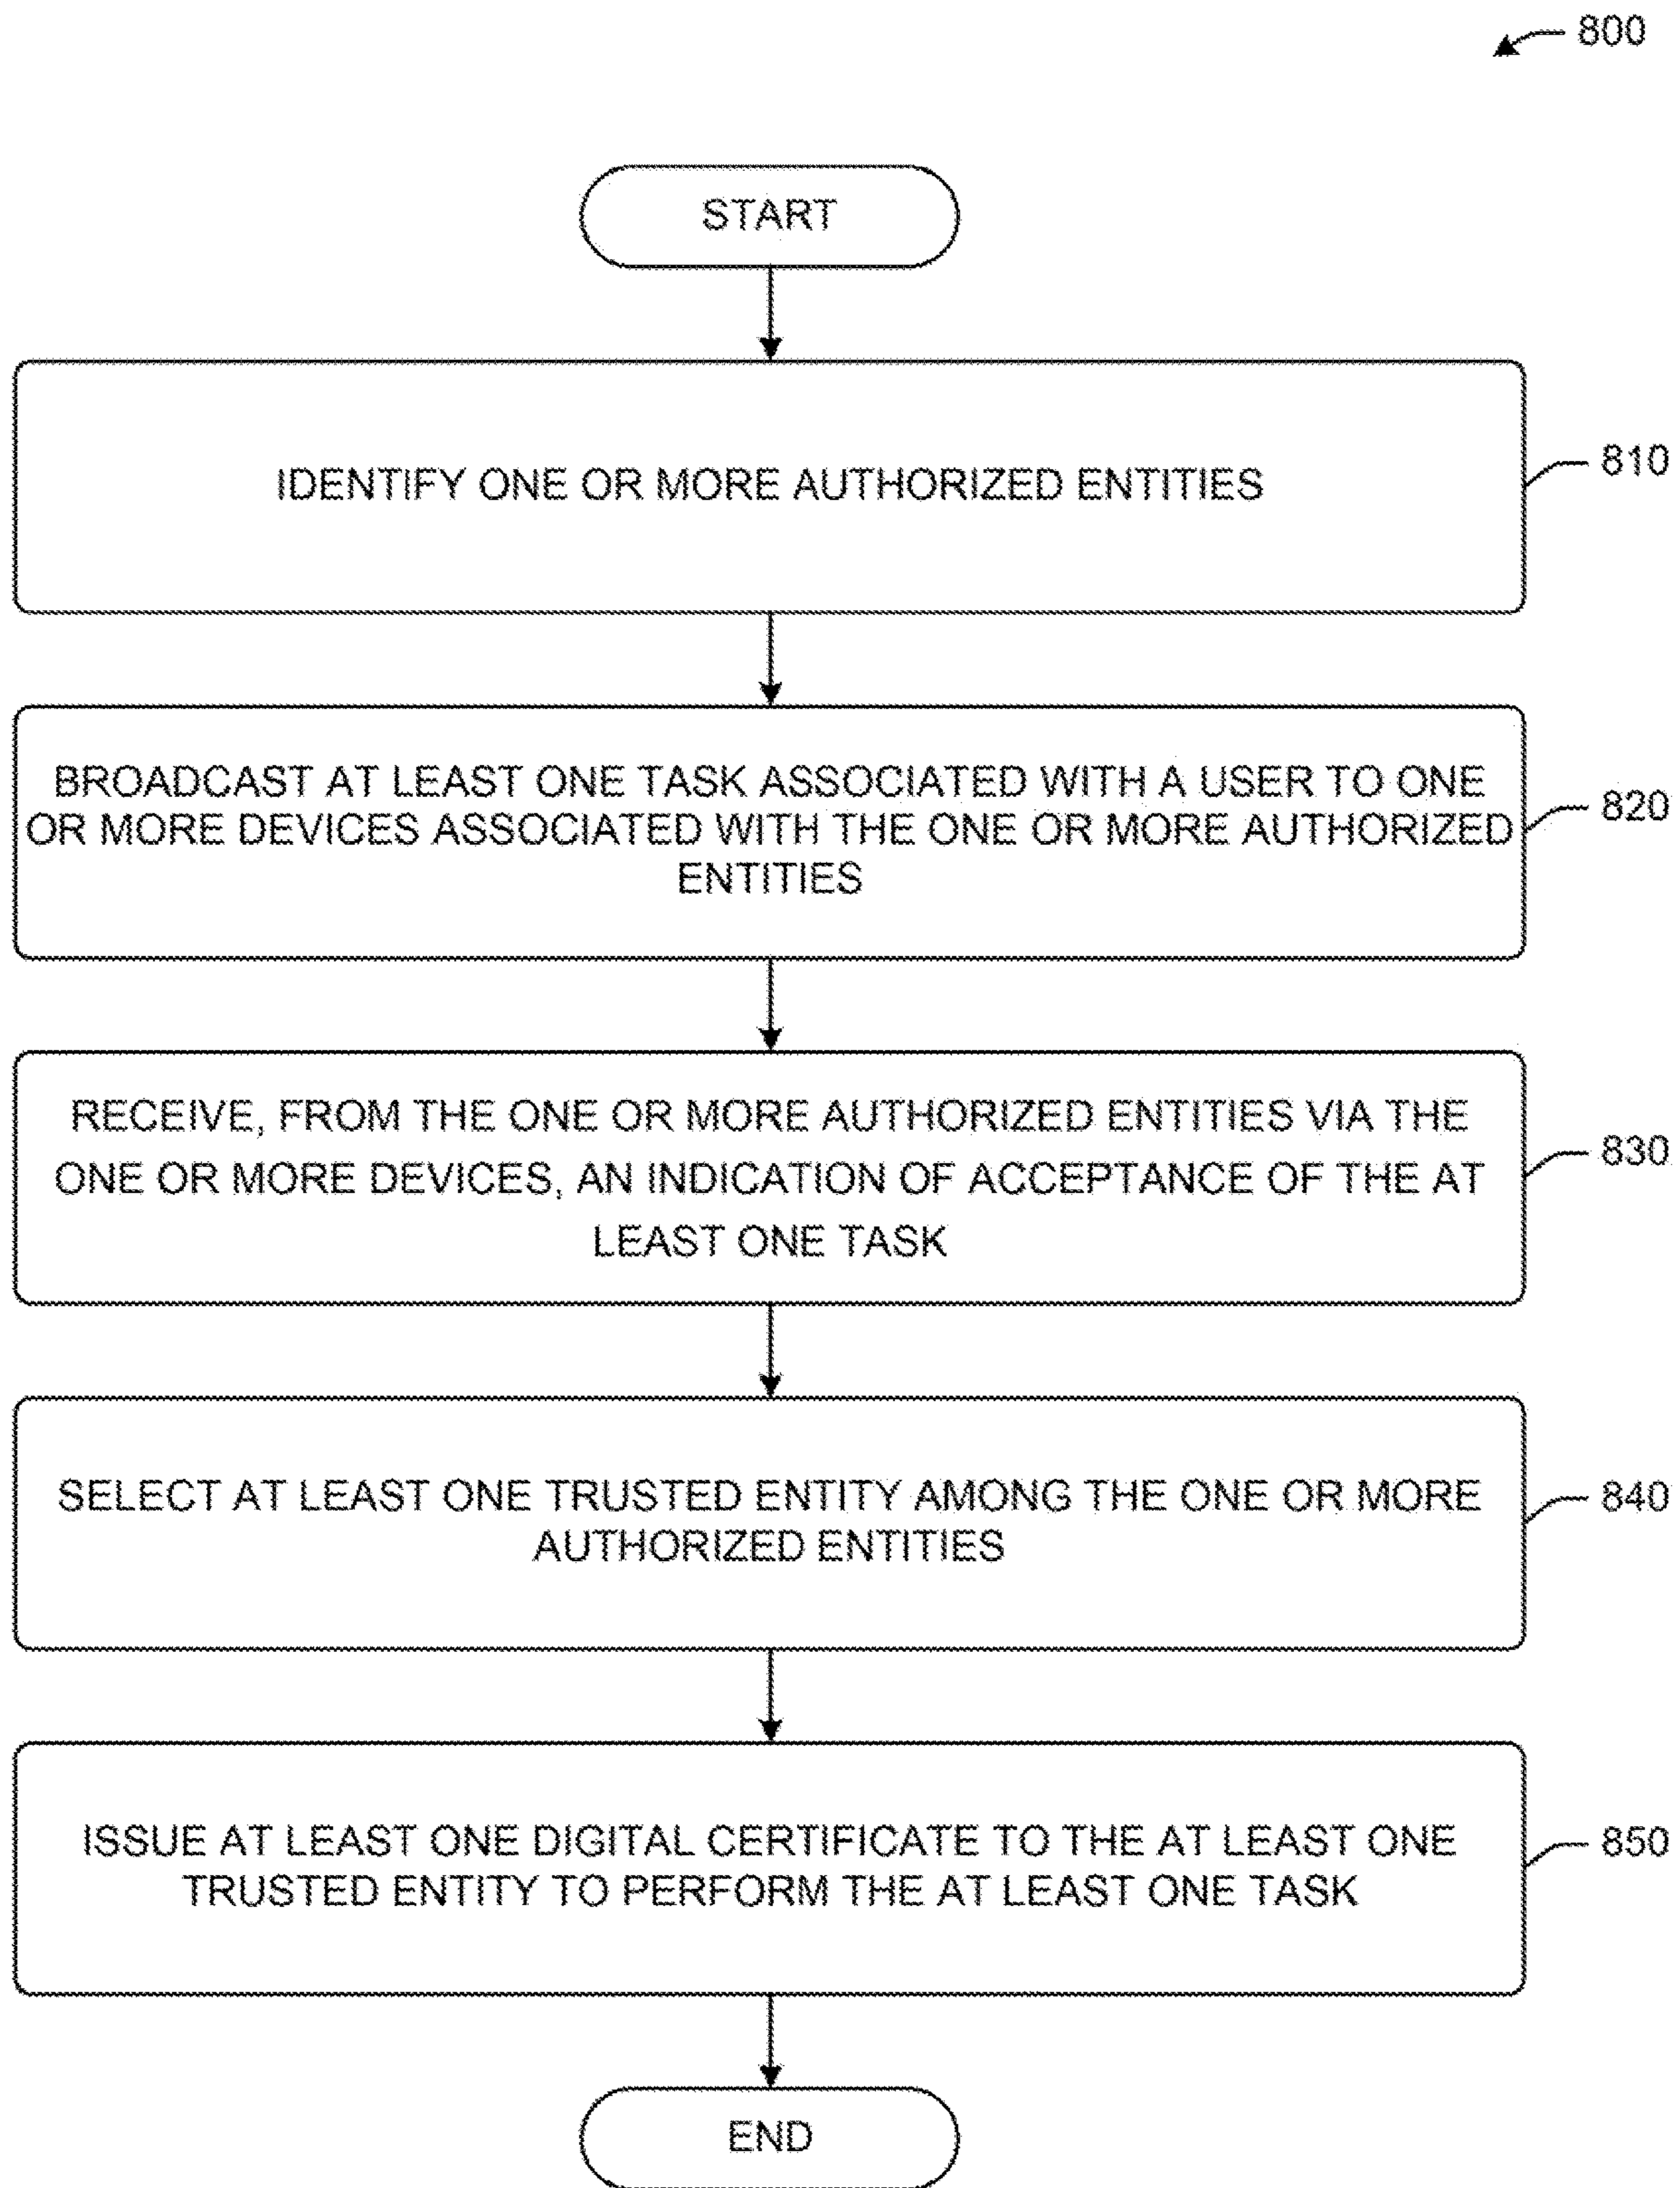 800
START
IDENTIFY ONE OR MORE AUTHORIZED ENTITIES
810
BROADCAST AT LEAST ONE TASK ASSOCIATED WITH A USER TO ONE
OR MORE DEVICES ASSOCIATED WITH THE ONE OR MORE AUTHORIZED
ENTITIES
820
RECEIVE, FROM THE ONE OR MORE AUTHORIZED ENTITIES VIA THE
ONE OR MORE DEVICES, AN INDICATION OF ACCEPTANCE OF THE AT
LEAST ONE TASK
830
SELECT AT LEAST ONE TRUSTED ENTITY AMONG THE ONE OR MORE
AUTHORIZED ENTITIES
840
ISSUE AT LEAST ONE DIGITAL CERTIFICATE TO THE AT LEAST ONE
TRUSTED ENTITY TO PERFORM THE AT LEAST ONE TASK
850
END